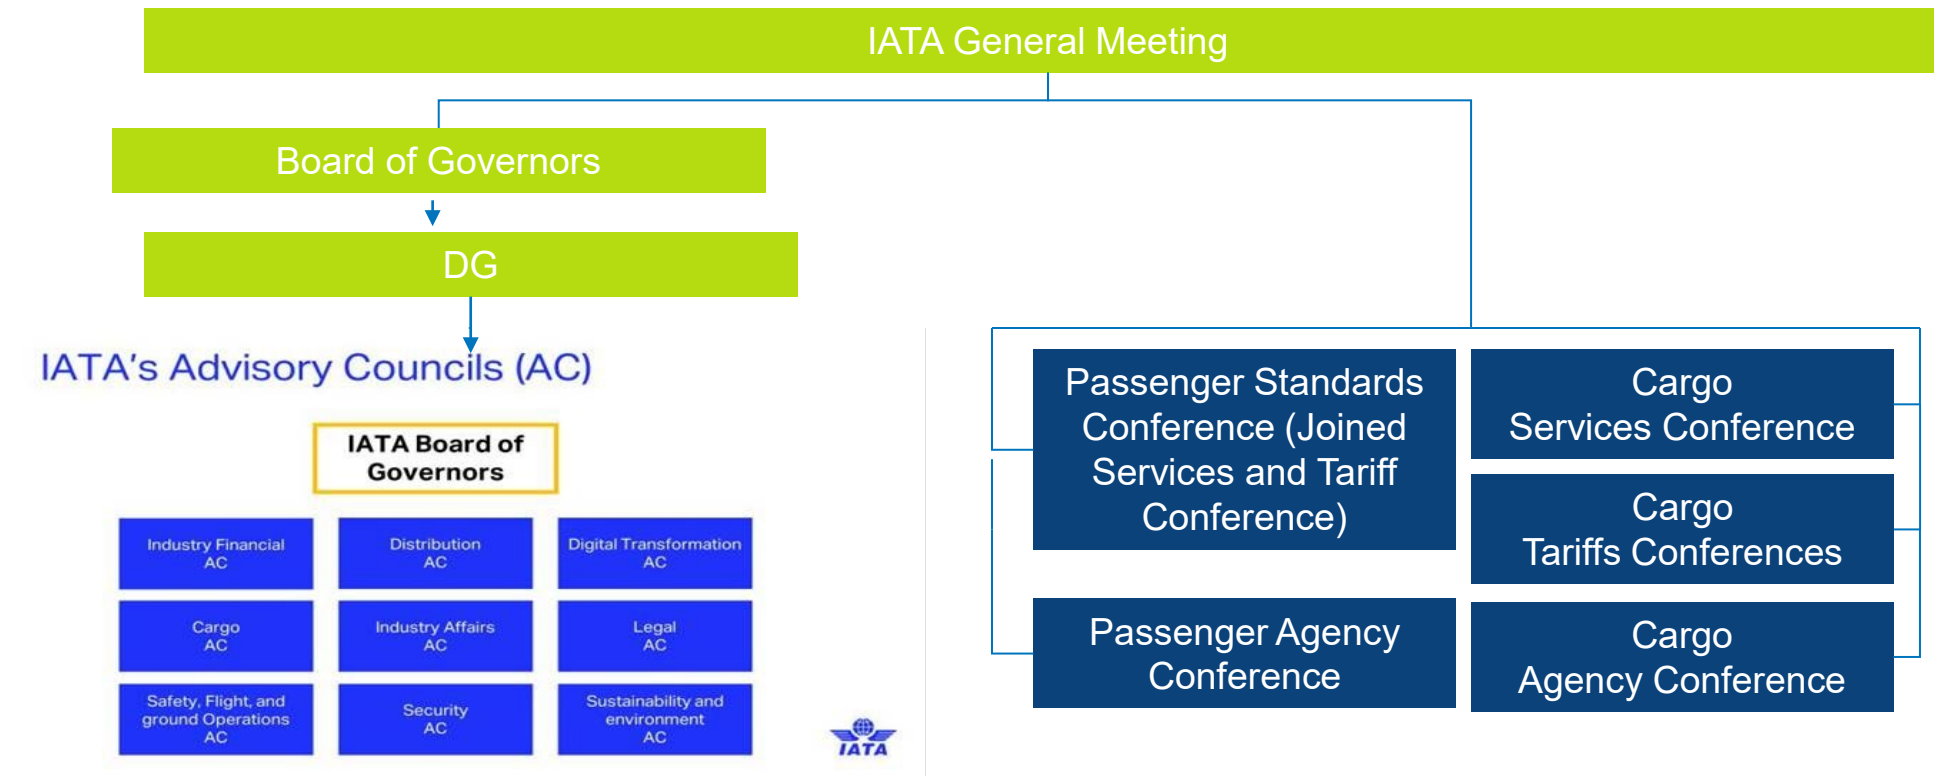 IATA General Meeting
Board of Governors
DG
IATA's Advisory Councils (AC)
IATA Board of
Governors
Industry Financial
AC
Distribution
AC
Digital Transformation
AC
Cargo
AC
Industry Affairs
AC
Legal
AC
Safety, Flight, and
ground Operations
AC
Security
AC
Sustainability and
environment
AC
IATA
Passenger Standards
Conference (Joined
Services and Tariff
Conference)
Cargo
Services Conference
Cargo
Tariffs Conferences
Passenger Agency
Conference
Cargo
Agency Conference